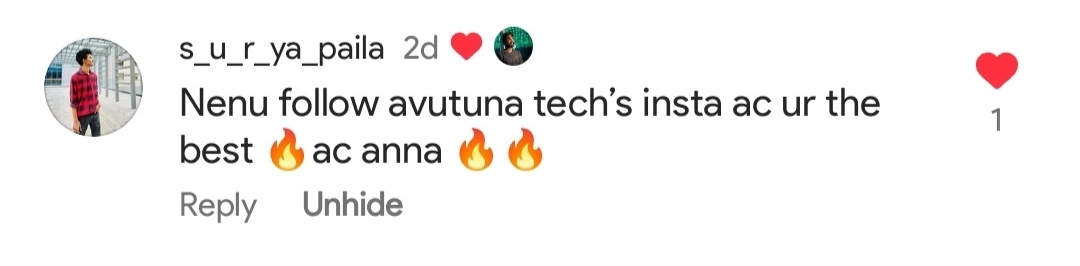 s_u_r_ya_paila 2d
Nenu follow avutuna tech's insta ac ur the
best 🔥 ac anna 🔥 🔥
1
Reply Unhide